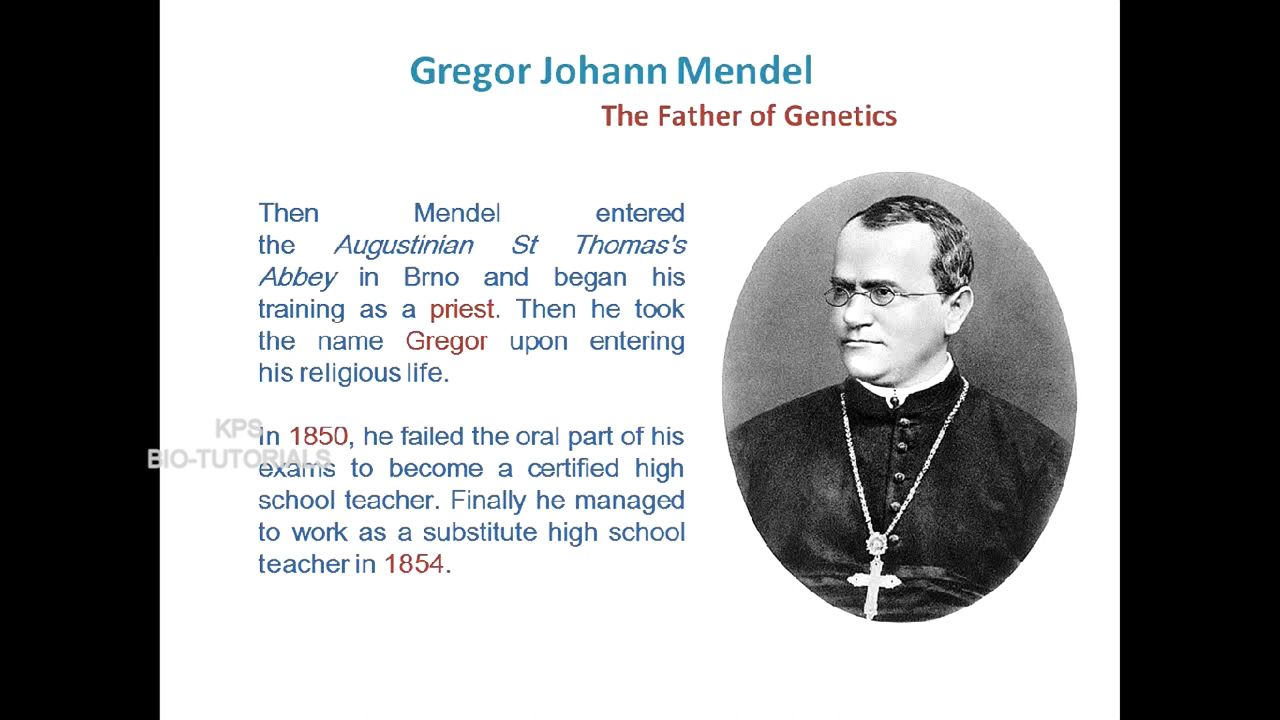 Gregor Johann Mendel
The Father of Genetics
Then Mendel entered
the Augustinian St Thomas's
Abbey in Brno and began his
training as a priest. Then he took
the name Gregor upon entering
his religious life.
KPS
BIO-TUTORIALS
In 1850, he failed the oral part of his
exams to become a certified high
school teacher. Finally he managed
to work as a substitute high school
teacher in 1854.